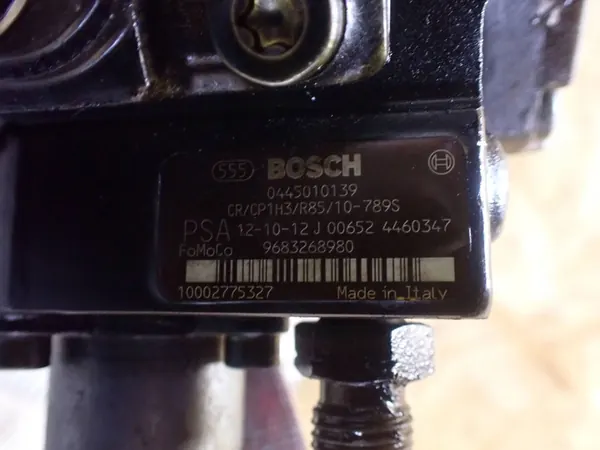 555 BOSCH
0445010139
CR/CP1H3/R85/10-789S
PSA 12-10-12 J 00652 4460347
FoMoCo 9683268980
10002775327 Made in Italy